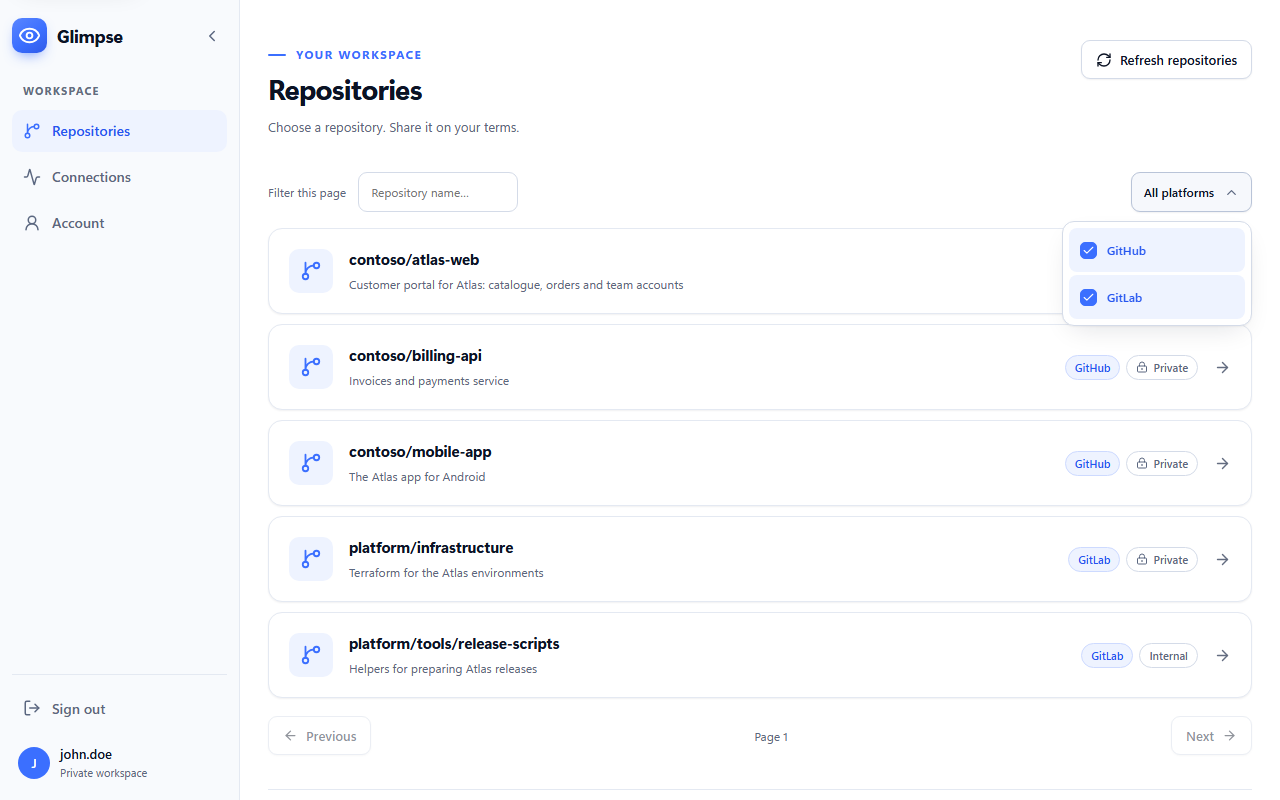 Glimpse
WORKSPACE
Repositories
Connections
Account
Sign out
J
john.doe
Private workspace
YOUR WORKSPACE
Repositories
Choose a repository. Share it on your terms.
Refresh repositories
Filter this page
Repository name...
All platforms
GitHub
GitLab
contoso/atlas-web
Customer portal for Atlas: catalogue, orders and team accounts
contoso/billing-api
Invoices and payments service
GitHub
Private
contoso/mobile-app
The Atlas app for Android
GitHub
Private
platform/infrastructure
Terraform for the Atlas environments
GitLab
Private
platform/tools/release-scripts
Helpers for preparing Atlas releases
GitLab
Internal
Previous
Page 1
Next